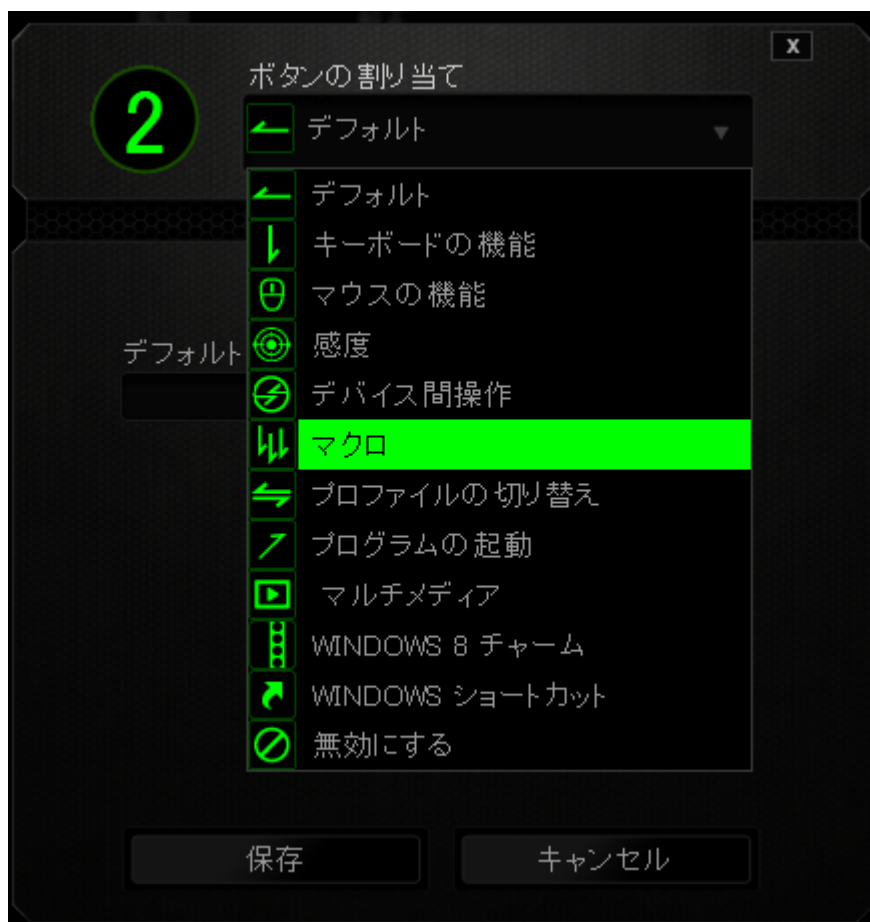 X
ボタンの割り当て
2
デフォルト
デフォルト
キーボードの機能
マウスの機能
デフォルト
感度
デバイス間操作
マクロ
プロファイルの切り替え
プログラムの起動
マルチメディア
WINDOWS 8 チャーム
WINDOWS ショートカット
無効にする
保存
キャンセル